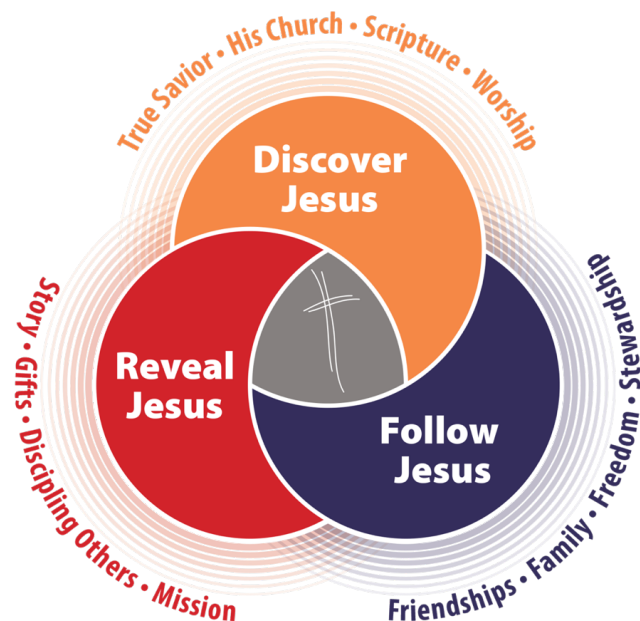 True Savior • His Church • Scripture • Worship
Discover
Jesus
Reveal
Jesus
Follow
Jesus
Story • Gifts • Discipling Others • Mission
Friendships • Family • Freedom • Stewardship